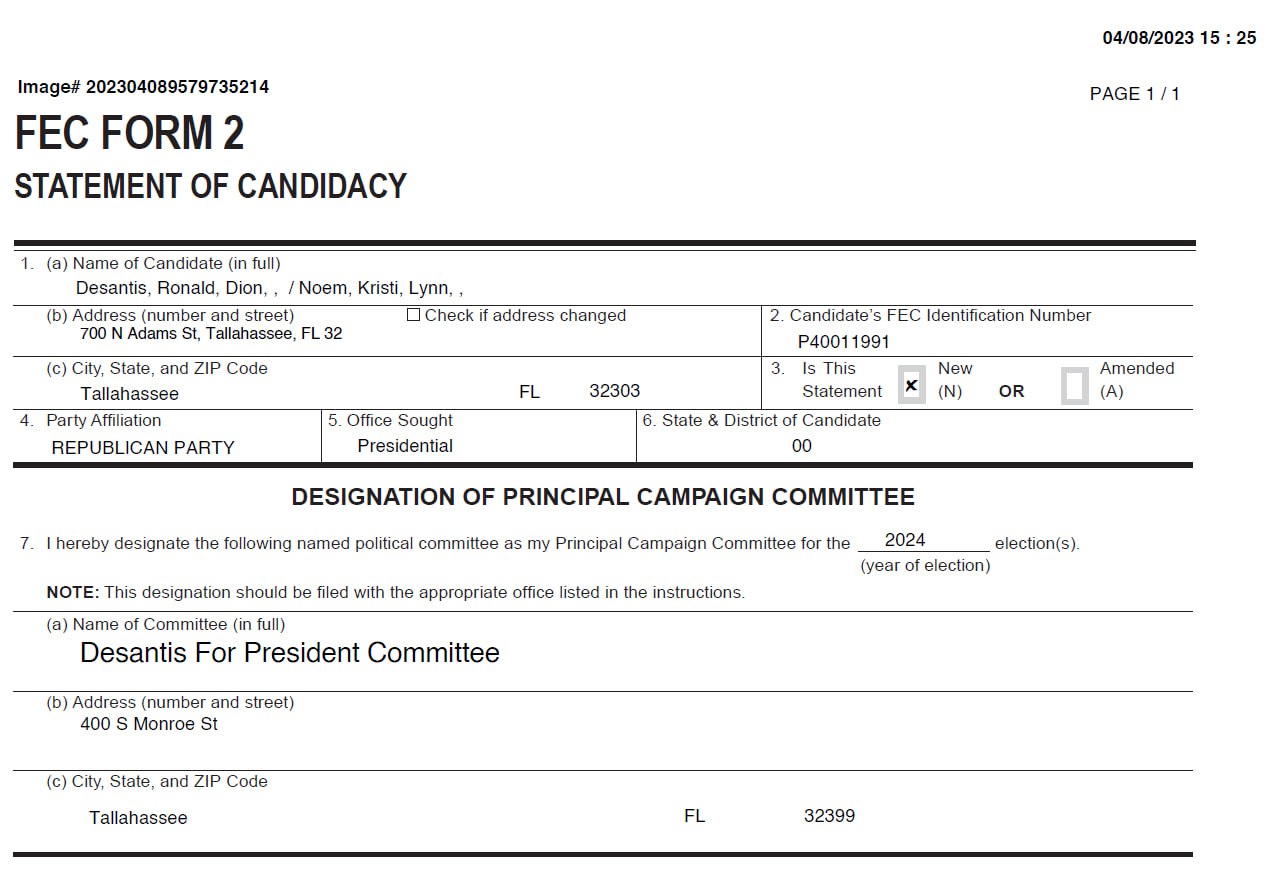 04/08/2023 15 : 25
Image# 202304089579735214
PAGE 1 / 1
FEC FORM 2
STATEMENT OF CANDIDACY
1. (a) Name of Candidate (in full)
Desantis, Ronald, Dion, , / Noem, Kristi, Lynn, ,
(b) Address (number and street) Check if address changed
700 N Adams St, Tallahassee, FL 32
2. Candidate's FEC Identification Number
P40011991
(c) City, State, and ZIP Code
Tallahassee FL 32303
3. Is This Statement ✘ New (N) OR Amended (A)
4. Party Affiliation
REPUBLICAN PARTY
5. Office Sought
Presidential
6. State & District of Candidate
00
DESIGNATION OF PRINCIPAL CAMPAIGN COMMITTEE
7. I hereby designate the following named political committee as my Principal Campaign Committee for the 2024 election(s).
(year of election)
NOTE: This designation should be filed with the appropriate office listed in the instructions.
(a) Name of Committee (in full)
Desantis For President Committee
(b) Address (number and street)
400 S Monroe St
(c) City, State, and ZIP Code
Tallahassee FL 32399